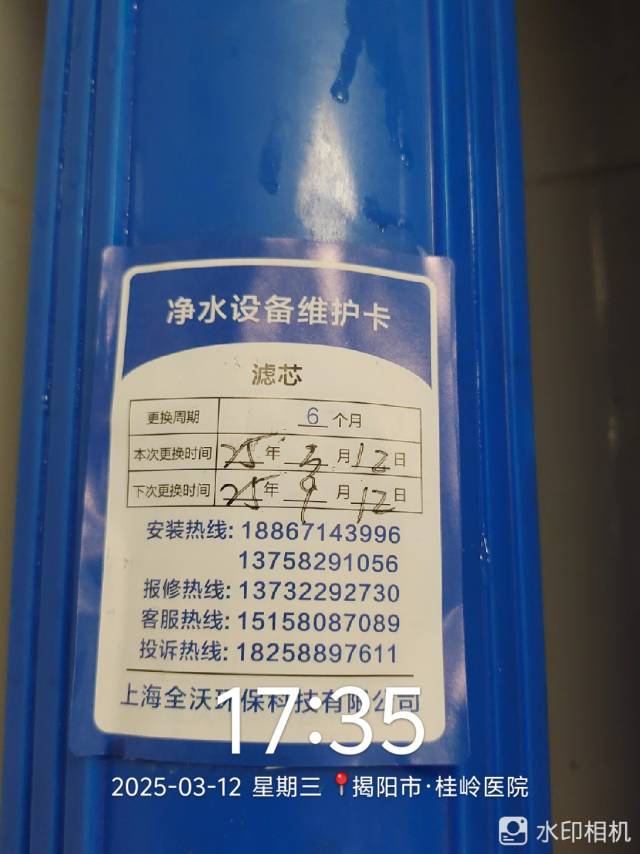 净水设备维护卡
滤芯
更换周期 6 个月
本次更换时间 25 年 3 月 12 日
下次更换时间 25 年 9 月 12 日
安装热线: 18867143996
13758291056
报修热线: 13732292730
客服热线: 15158087089
投诉热线: 18258897611
上海全沃环保科技有限公司
17:35
2025-03-12 星期三 揭阳市·桂岭医院
水印相机